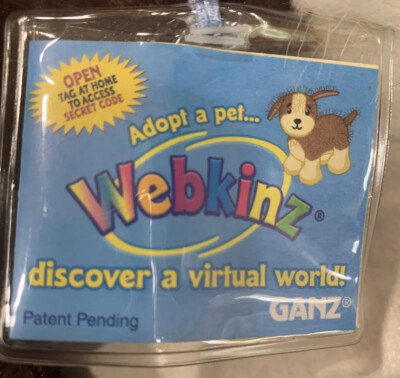 OPEN
TAG AT HOME
TO ACCESS
SECRET CODE
Adopt a pet...
Webkinz®
discover a virtual world!
GANZ®
Patent Pending